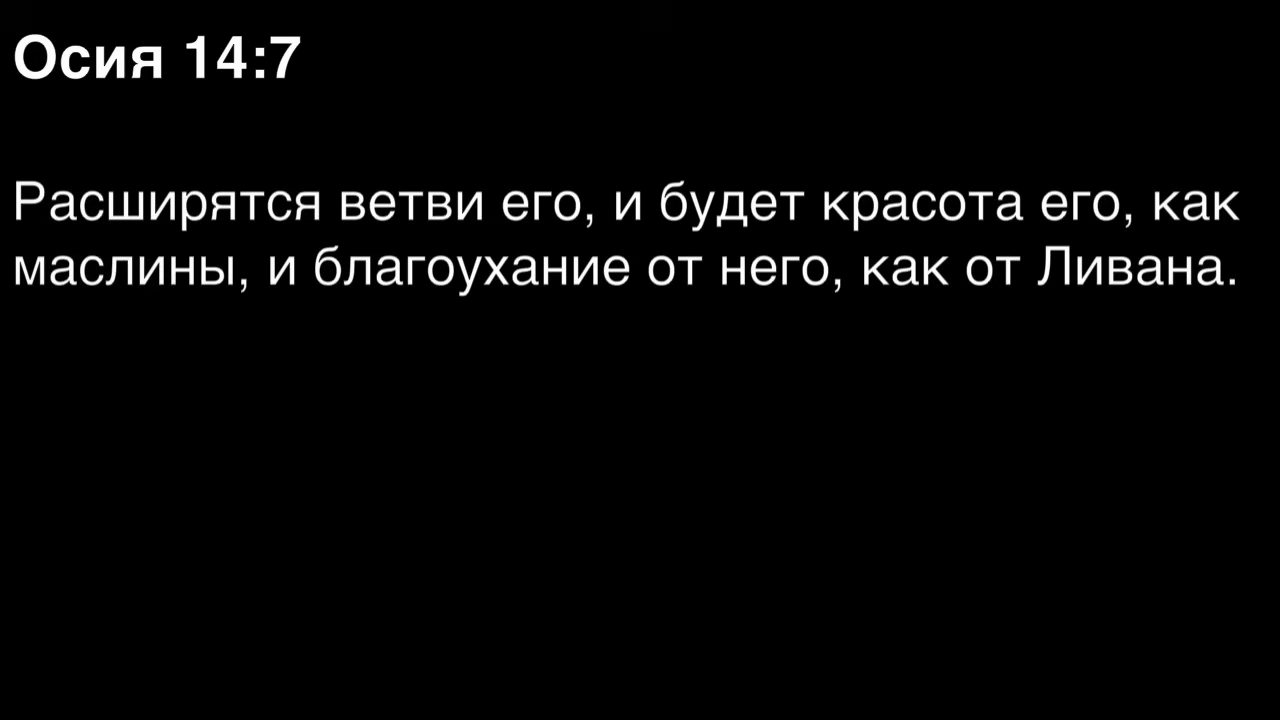 Осия 14:7
Расширятся ветви его, и будет красота его, как
маслины, и благоухание от него, как от Ливана.